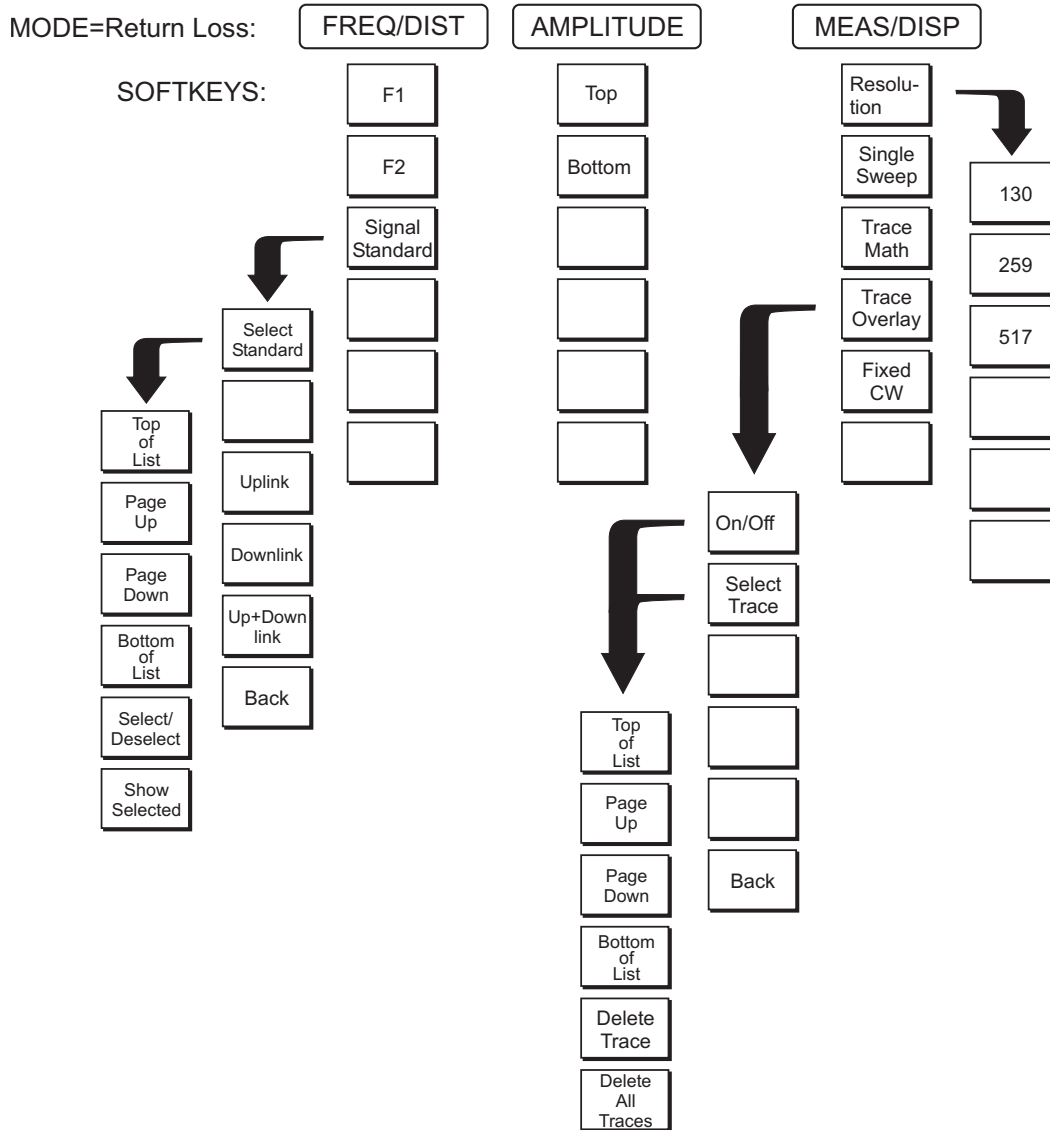 MODE=Return Loss:
FREQ/DIST
AMPLITUDE
MEAS/DISP
SOFTKEYS:
F1
F2
Signal
Standard
Select
Standard
Uplink
Downlink
Up+Down
link
Back
Top
of
List
Page
Up
Page
Down
Bottom
of
List
Select/
Deselect
Show
Selected
Top
Bottom
Resolu-
tion
Single
Sweep
Trace
Math
Trace
Overlay
Fixed
CW
130
259
517
On/Off
Select
Trace
Back
Top
of
List
Page
Up
Page
Down
Bottom
of
List
Delete
Trace
Delete
All
Traces